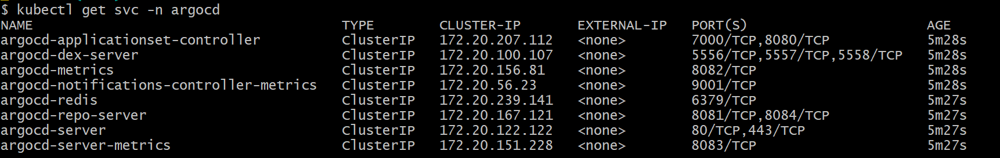 $ kubectl get svc -n argocd
NAME TYPE CLUSTER-IP EXTERNAL-IP PORT(S) AGE
argocd-applicationset-controller ClusterIP 172.20.207.112 <none> 7000/TCP,8080/TCP 5m28s
argocd-dex-server ClusterIP 172.20.100.107 <none> 5556/TCP,5557/TCP,5558/TCP 5m28s
argocd-metrics ClusterIP 172.20.156.81 <none> 8082/TCP 5m28s
argocd-notifications-controller-metrics ClusterIP 172.20.56.23 <none> 9001/TCP 5m28s
argocd-redis ClusterIP 172.20.239.141 <none> 6379/TCP 5m27s
argocd-repo-server ClusterIP 172.20.167.121 <none> 8081/TCP,8084/TCP 5m27s
argocd-server ClusterIP 172.20.122.122 <none> 80/TCP,443/TCP 5m27s
argocd-server-metrics ClusterIP 172.20.151.228 <none> 8083/TCP 5m27s